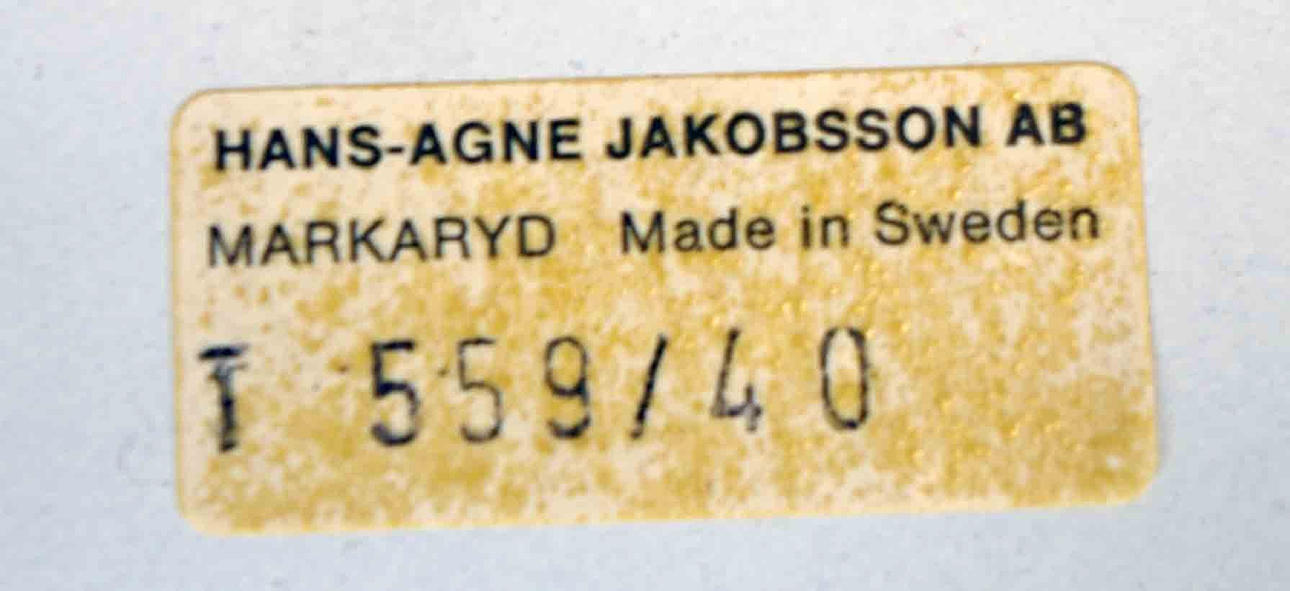 HANS-AGNE JAKOBSSON AB
MARKARYD Made in Sweden
T 559/40